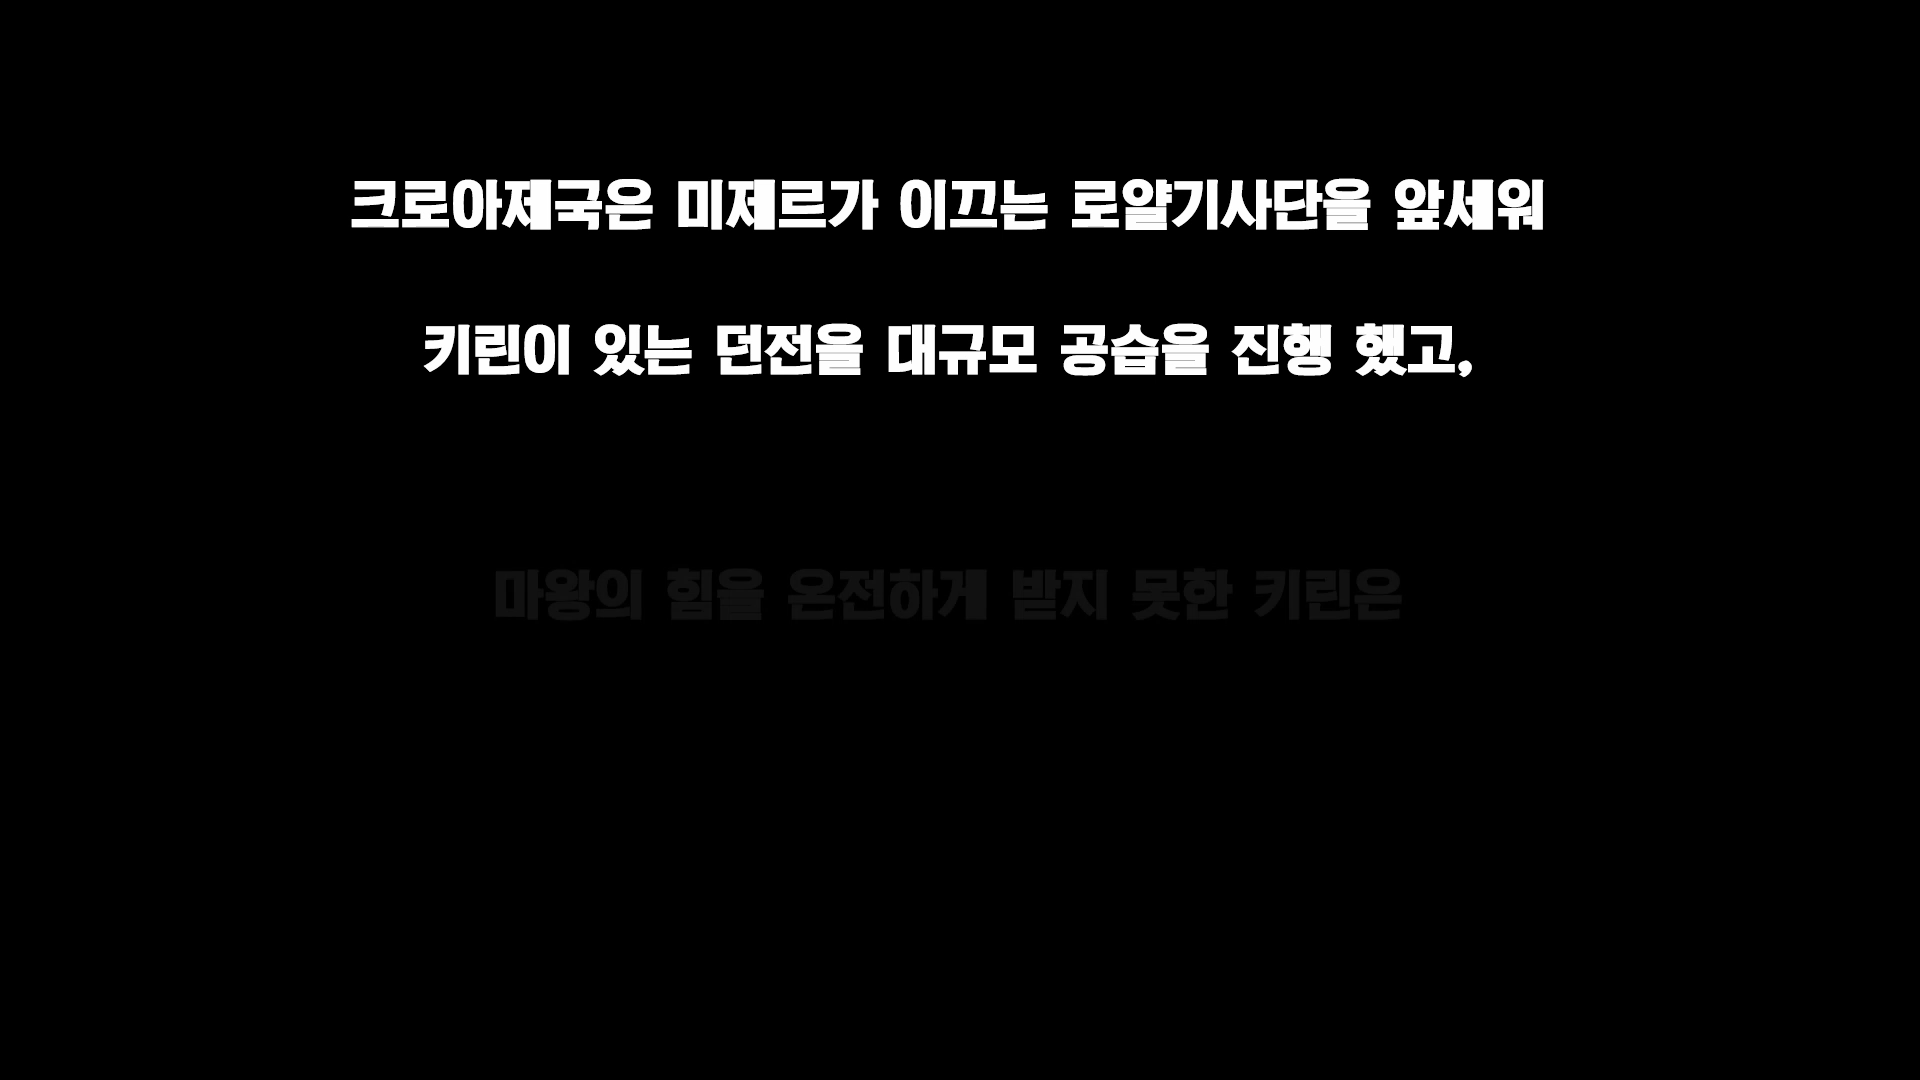 크로아제국은 미제르가 이끄는 로얄기사단을 앞세워
키린이 있는 던전을 대규모 공습을 진행 했고,
마왕의 힘을 온전하게 받지 못한 키린은